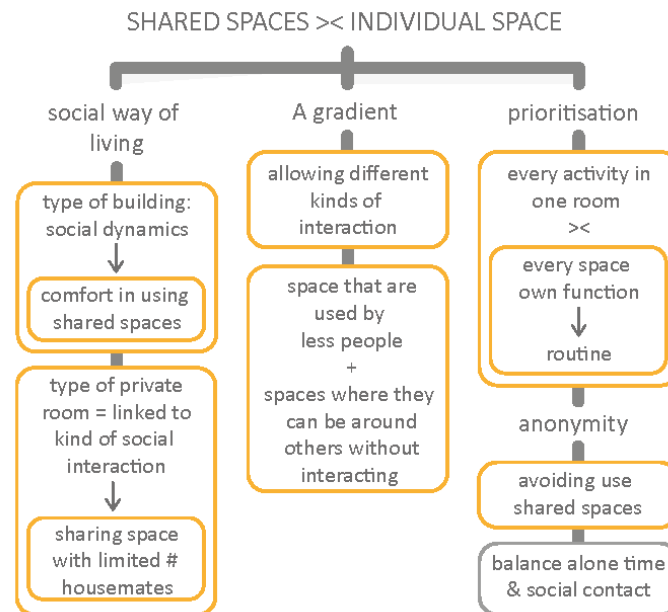 SHARED SPACES >< INDIVIDUAL SPACE
social way of
living
type of building:
social dynamics
comfort in using
shared spaces
type of private
room = linked to
kind of social
interaction
sharing space
with limited #
housemates
A gradient
allowing different
kinds of
interaction
space that are
used by
less people
+
spaces where they
can be around
others without
interacting
prioritisation
every activity in
one room
><
every space
own function
routine
anonymity
avoiding use
shared spaces
balance alone time
& social contact